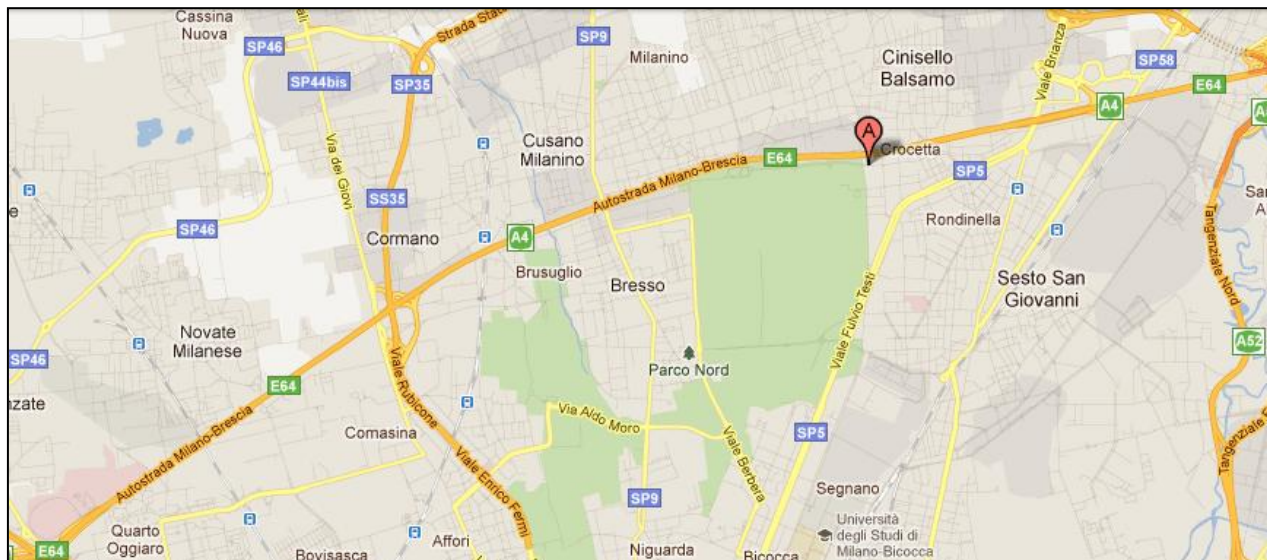 Cassina
Nuova
SP46
Strada Stat
SP9
Milanino
Cinisello
Balsamo
Viale Brianza
SP58
SP44bis
SP35
E64
A4
A
Cusano
Milanino
E64
Crocetta
Via dei Giovi
Autostrada Milano-Brescia
SP5
SS35
Rondinella
SP46
A4
Cormano
Tangenziale Nord
Brusuglio
Bresso
Sesto San
Giovanni
Viale Fulvio Testi
Novate
Milanese
SP46
A52
Parco Nord
E64
Viale Rubicone
nzate
Via Aldo Moro
Comasina
SP5
Viale Berbera
Autostrada Milano-Brescia
Viale Enrico Fermi
Segnano
SP9
Università
degli Studi di
Milano-Bicocca
Quarto
Oggiaro
Affori
E64
Bovisasca
Niguarda
Bicocca